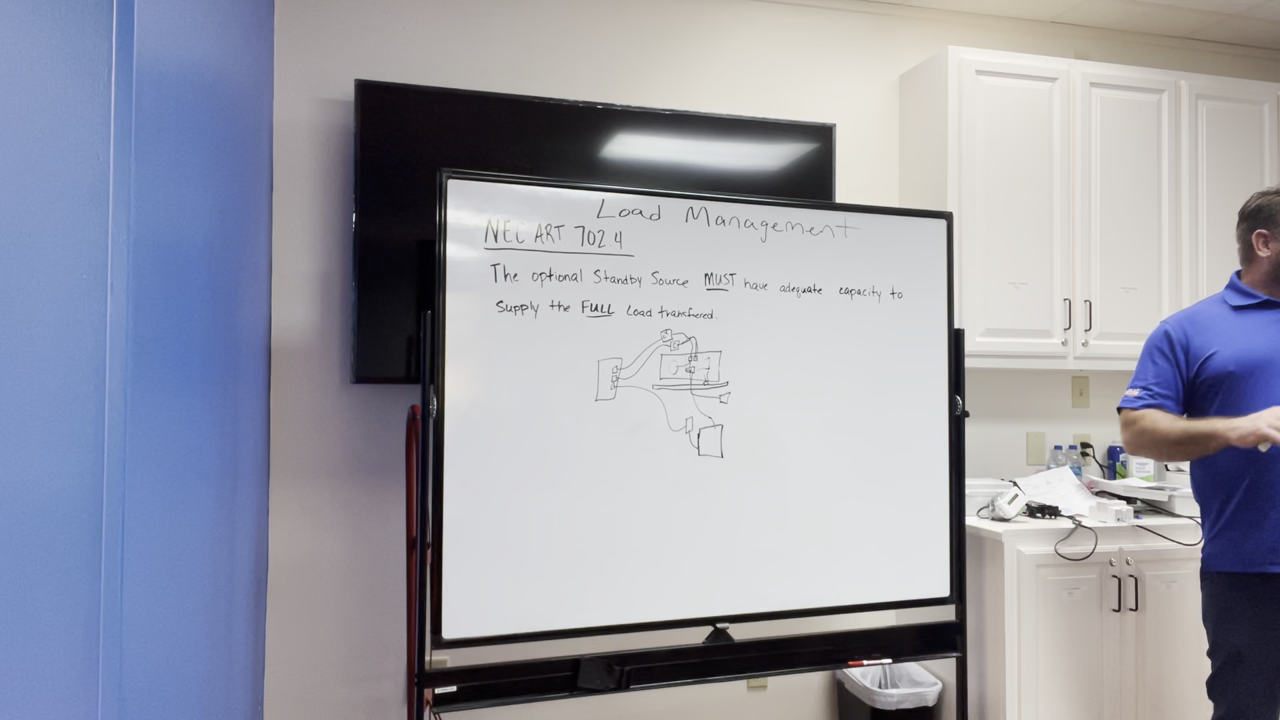 Load Management
NEC ART 702.4
The optional Standby Source MUST have adequate capacity to
Supply the FULL Load transfered.